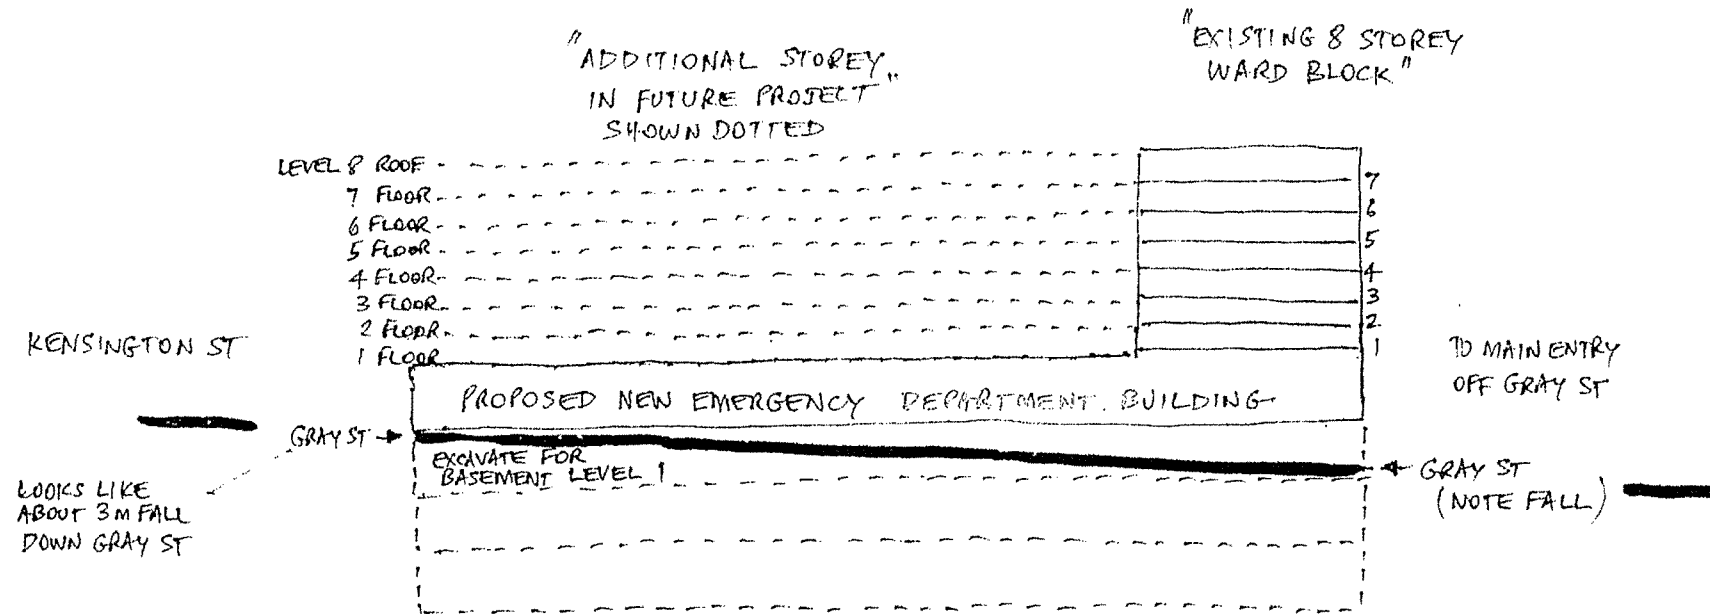 "ADDITIONAL STOREY
IN FUTURE PROJECT"
SHOWN DOTTED
"EXISTING 8 STOREY
WARD BLOCK"
LEVEL 8 ROOF
7 FLOOR
6 FLOOR
5 FLOOR
4 FLOOR
3 FLOOR
2 FLOOR
1 FLOOR
7
6
5
4
3
2
1
KENSINGTON ST
TO MAIN ENTRY
OFF GRAY ST
PROPOSED NEW EMERGENCY DEPARTMENT BUILDING
GRAY ST
EXCAVATE FOR
BASEMENT LEVEL 1
GRAY ST
(NOTE FALL)
LOOKS LIKE
ABOUT 3M FALL
DOWN GRAY ST